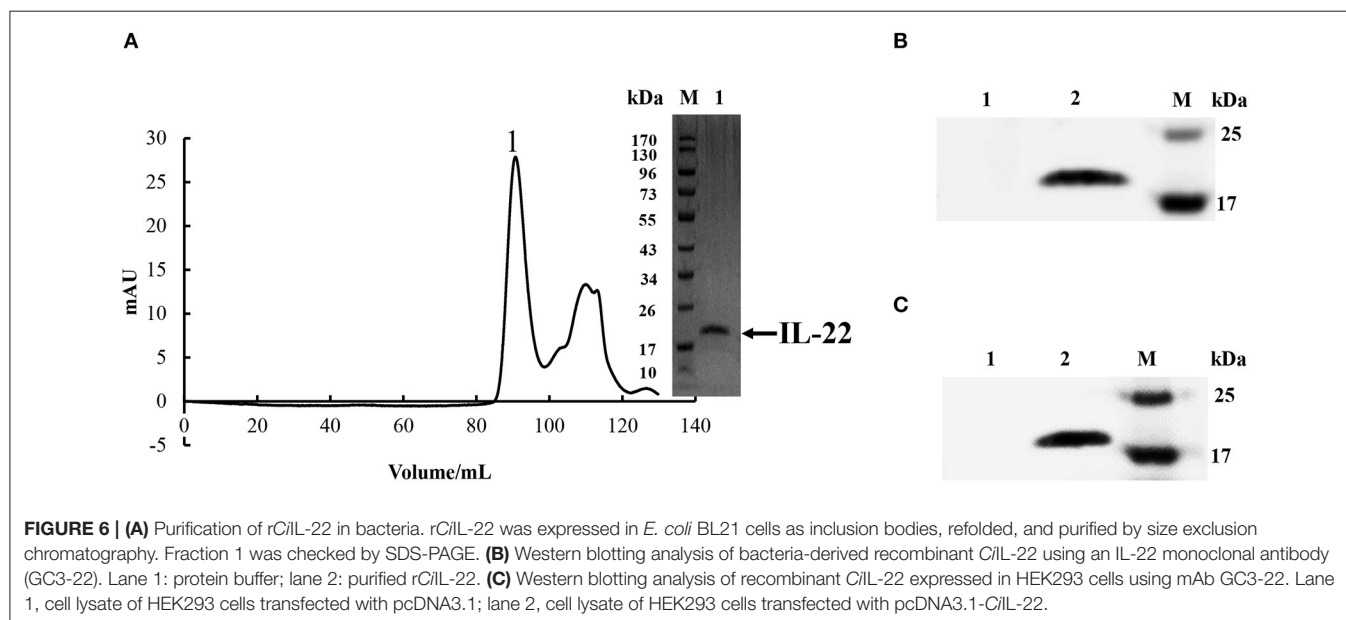 A
kDa M 1
1
30
25
20
15
10
5
0
-5
mAU
0 20 40 60 80 100 120 140
Volume/mL
170
130
96
73
55
43
34
26
17
10
IL-22
B
1 2 M kDa
25
17
C
1 2 M kDa
25
17
FIGURE 6 | (A) Purification of rCiIL-22 in bacteria. rCiIL-22 was expressed in E. coli BL21 cells as inclusion bodies, refolded, and purified by size exclusion
chromatography. Fraction 1 was checked by SDS-PAGE. (B) Western blotting analysis of bacteria-derived recombinant CiIL-22 using an IL-22 monoclonal antibody
(GC3-22). Lane 1: protein buffer; lane 2: purified rCiIL-22. (C) Western blotting analysis of recombinant CiIL-22 expressed in HEK293 cells using mAb GC3-22. Lane
1, cell lysate of HEK293 cells transfected with pcDNA3.1; lane 2, cell lysate of HEK293 cells transfected with pcDNA3.1-CiIL-22.